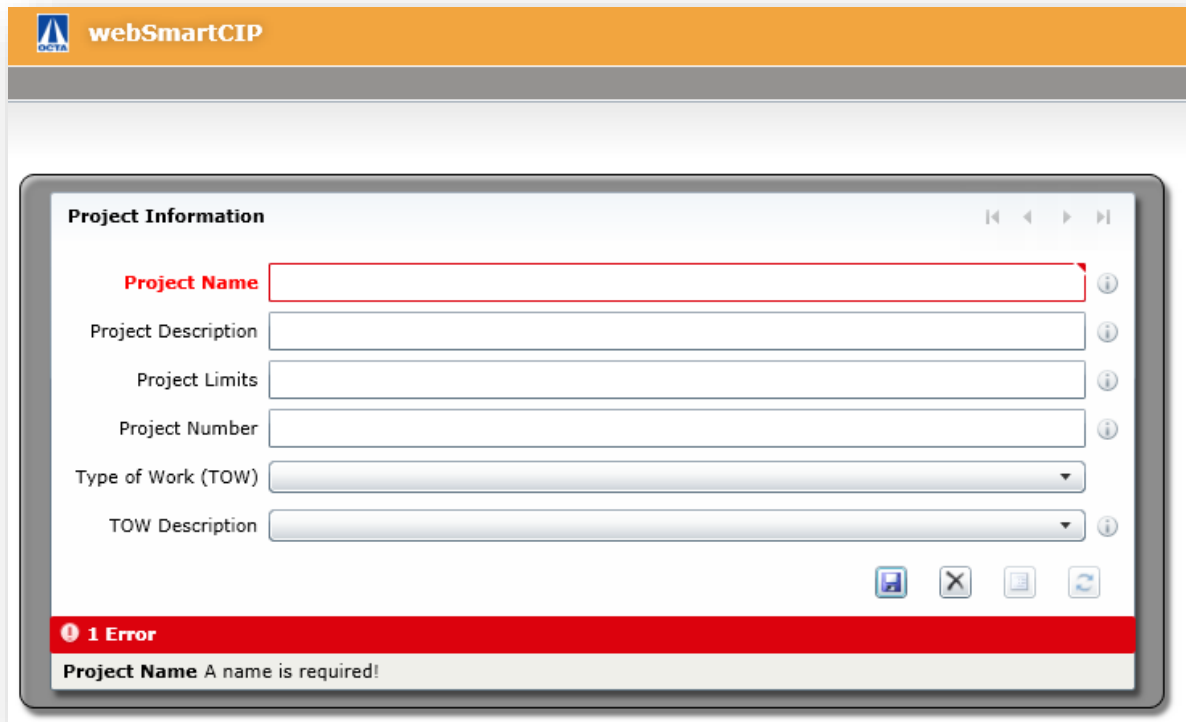 OCTA webSmartCIP
Project Information
Project Name
Project Description
Project Limits
Project Number
Type of Work (TOW)
TOW Description
1 Error
Project Name A name is required!